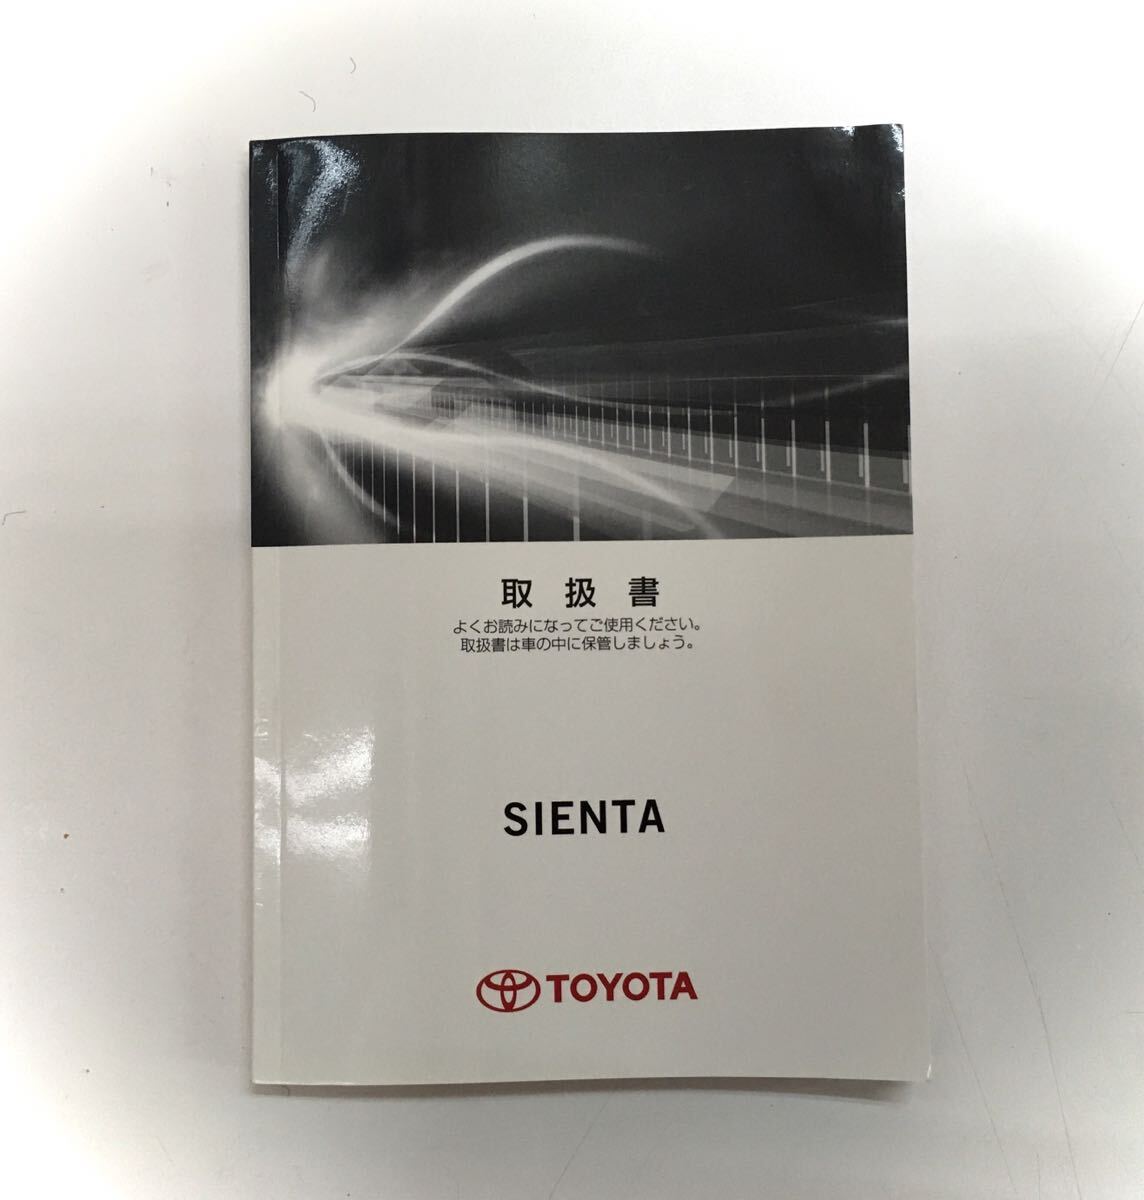 取扱書
よくお読みになってご使用ください。
取扱書は車の中に保管しましょう。
SIENTA
TOYOTA